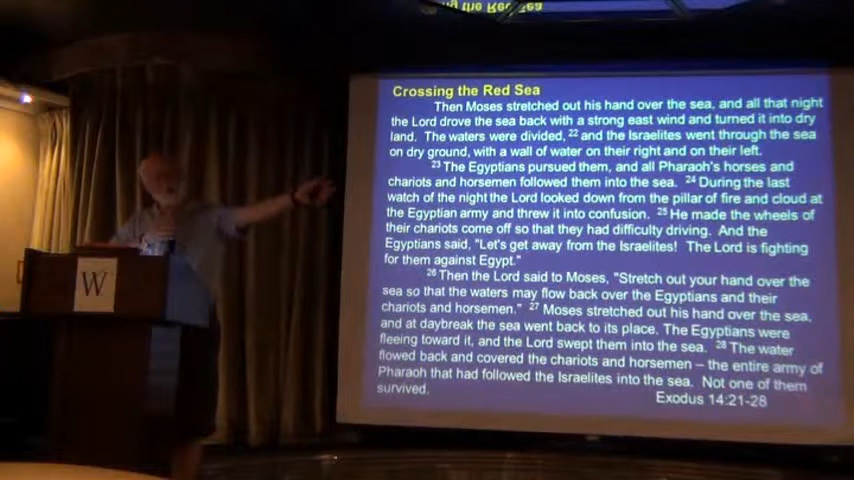 ng the Red Sea
Crossing the Red Sea
Then Moses stretched out his hand over the sea, and all that night
the Lord drove the sea back with a strong east wind and turned it into dry
land. The waters were divided, 22 and the Israelites went through the sea
on dry ground, with a wall of water on their right and on their left.
23 The Egyptians pursued them, and all Pharaoh's horses and
chariots and horsemen followed them into the sea. 24 During the last
watch of the night the Lord looked down from the pillar of fire and cloud at
the Egyptian army and threw it into confusion. 25 He made the wheels of
their chariots come off so that they had difficulty driving. And the
Egyptians said, "Let's get away from the Israelites! The Lord is fighting
for them against Egypt."
26 Then the Lord said to Moses, "Stretch out your hand over the
sea so that the waters may flow back over the Egyptians and their
chariots and horsemen." 27 Moses stretched out his hand over the sea,
and at daybreak the sea went back to its place. The Egyptians were
fleeing toward it, and the Lord swept them into the sea. 28 The water
flowed back and covered the chariots and horsemen – the entire army of
Pharaoh that had followed the Israelites into the sea. Not one of them
survived.
Exodus 14:21-28
W